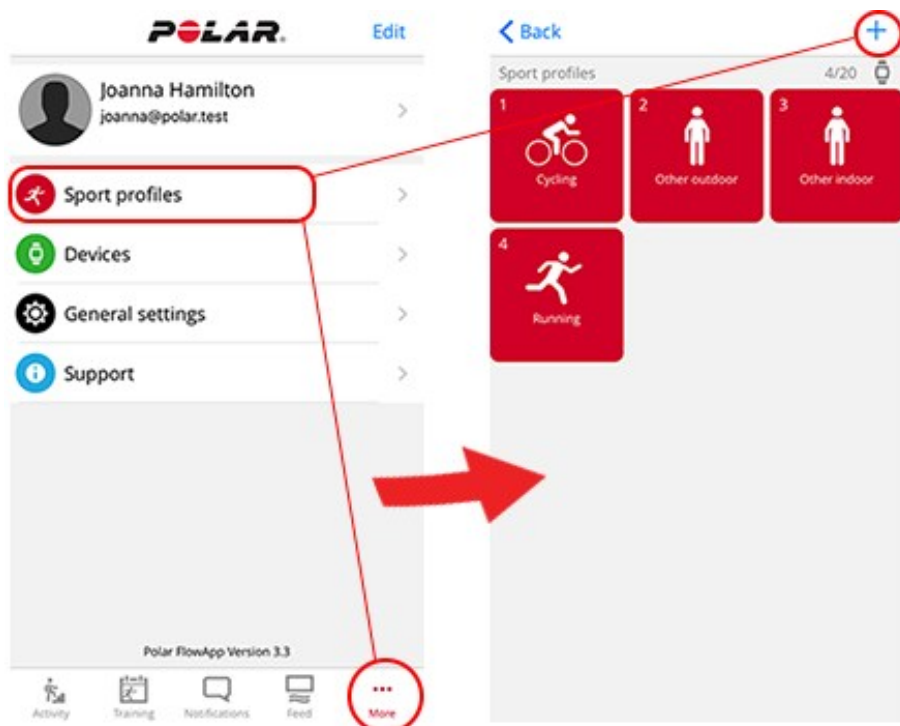 POLAR.
Edit
Joanna Hamilton
joanna@polar.test
Sport profiles
Devices
General settings
Support
Polar FlowApp Version 3.3
Activity
Training
Notifications
Feed
More
Back
Sport profiles
4/20
1
Cycling
2
Other outdoor
3
Other indoor
4
Running